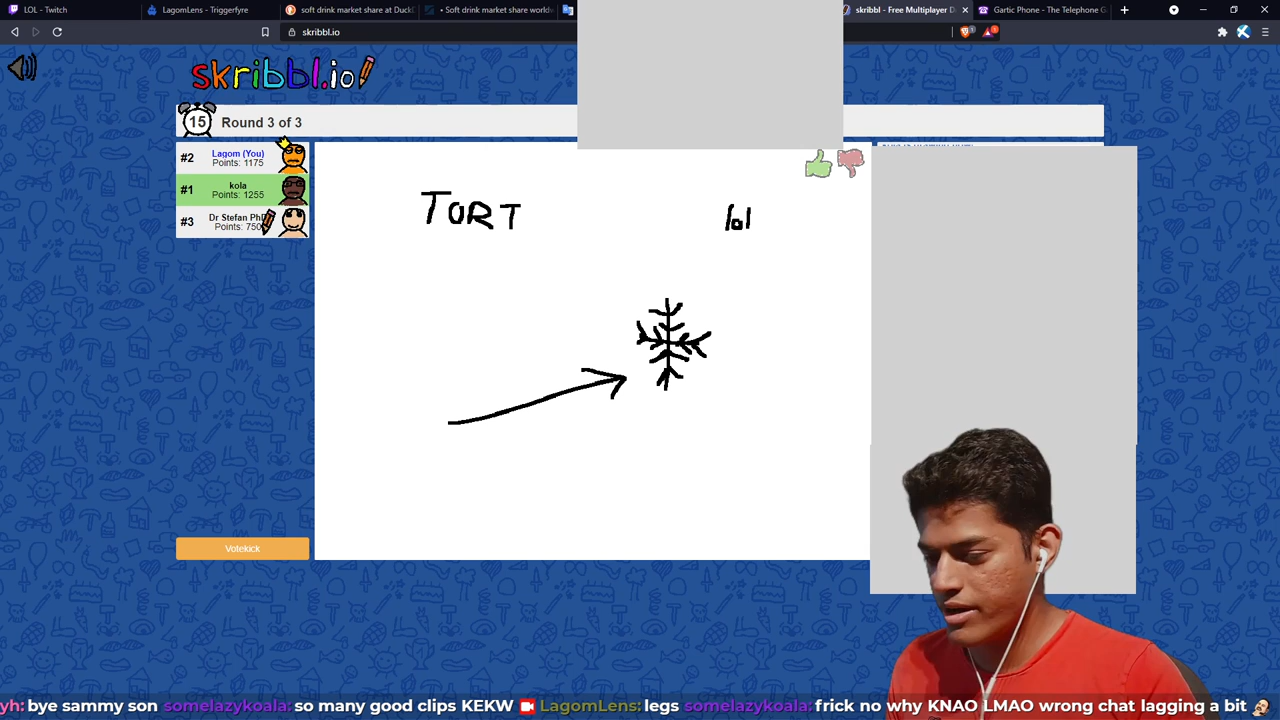 LOL - Twitch
LagomLens : Triggerfyre
soft drink market share at Duck
• Soft drink market share worldw
skribbl - Free Multiplayer D
Gartic Phone - The Telephone G
skribbl.io
skribbl.io
15 Round 3 of 3
#2 Lagom (You)
Points: 1175
#1 kola
Points: 1255
#3 Dr Stefan PhD
Points: 750
TORT
lol
Votekick
yh: bye sammy son somelazykoala: so many good clips KEKW LagomLens: legs somelazykoala: frick no why KNAO LMAO wrong chat lagging a bit